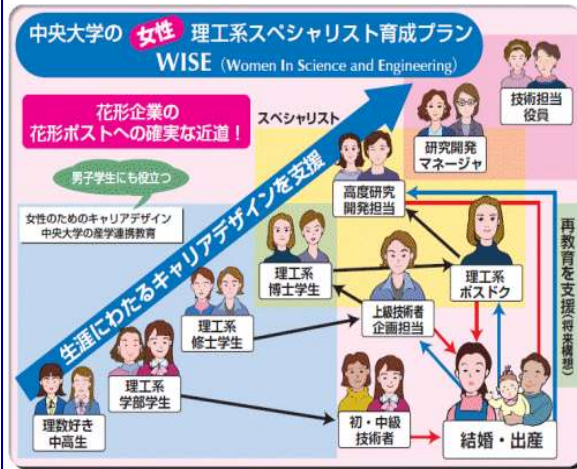 中央大学の 女性 理工系スペシャリスト育成プラン
WISE (Women In Science and Engineering)
花形企業の
花形ポストへの確実な近道！
スペシャリスト
技術担当
役員
研究開発
マネージャ
男子学生にも役立つ
女性のためのキャリアデザイン
中央大学の産学連携教育
生涯にわたるキャリアデザインを支援
高度研究
開発担当
理工系
博士学生
理工系
ポスドク
再教育を支援(将来構想)
理工系
修士学生
上級技術者
企画担当
理工系
学部学生
理数好き
中高生
初・中級
技術者
結婚・出産